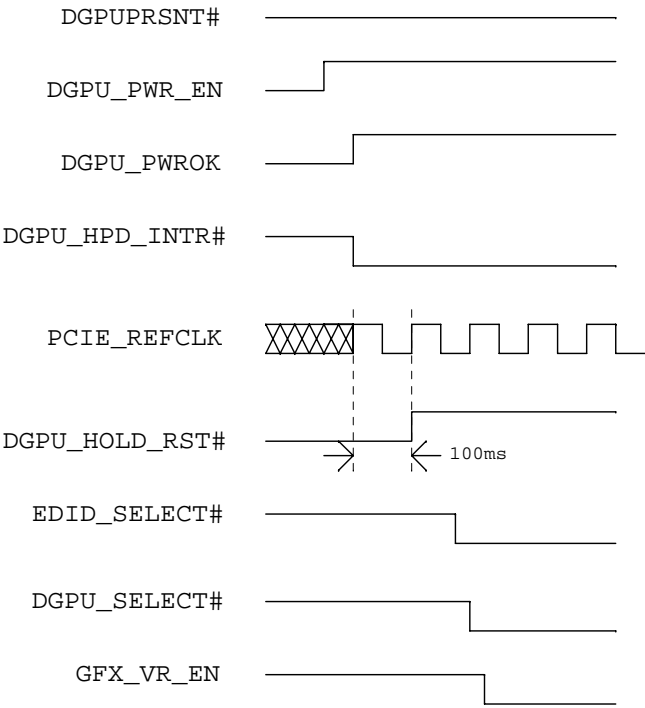 DGPUPRSNT#
DGPU_PWR_EN
DGPU_PWROK
DGPU_HPD_INTR#
PCIE_REFCLK
DGPU_HOLD_RST#
100ms
EDID_SELECT#
DGPU_SELECT#
GFX_VR_EN